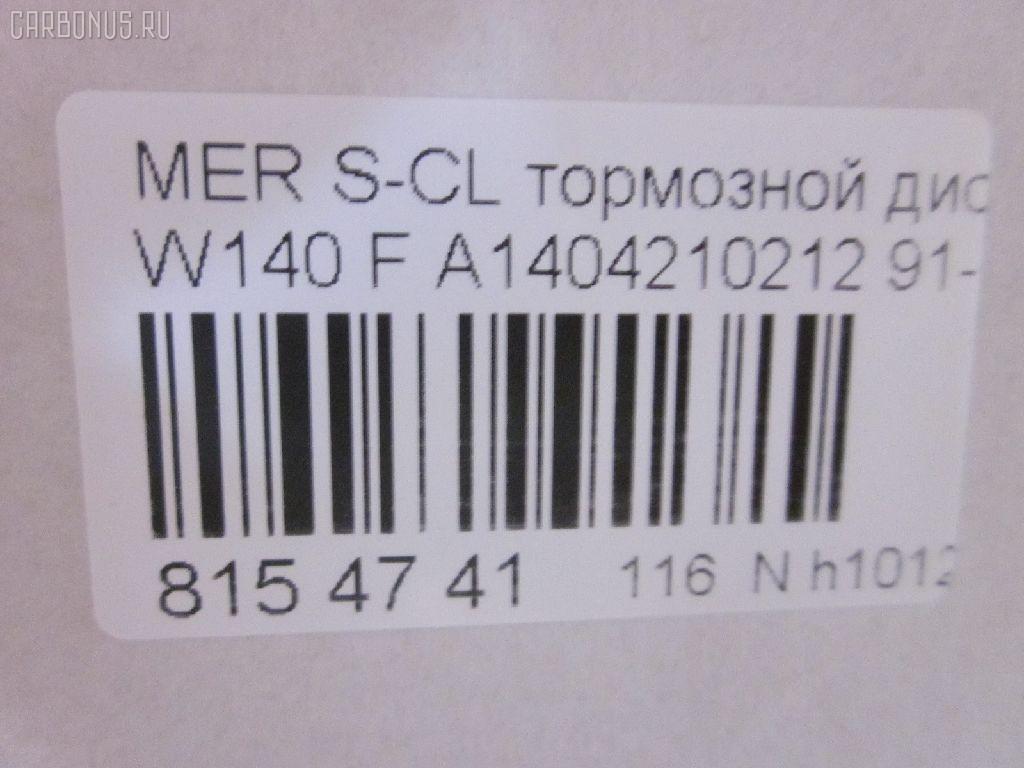 CARBONUS.RU
MER S-CL тормозной дис
W140 F A1404210212 91-
815 47 41 116 N h1012